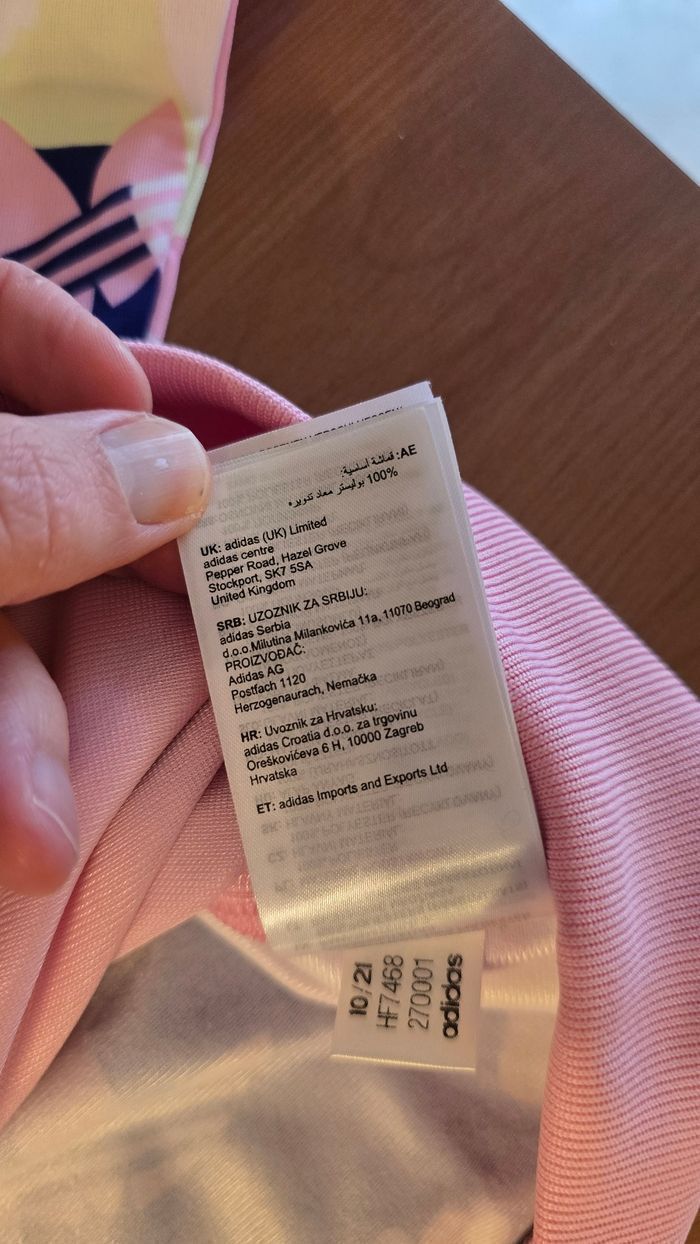 AE: قماشة أساسية:
100% بوليستر معاد تدويره
UK: adidas (UK) Limited
adidas centre
Pepper Road, Hazel Grove
Stockport, SK7 5SA
United Kingdom
SRB: UZOZNIK ZA SRBIJU:
adidas Serbia
d.o.o.Milutina Milankovića 11a, 11070 Beograd
PROIZVOĐAČ:
Adidas AG
Postfach 1120
Herzogenaurach, Nemačka
HR: Uvoznik za Hrvatsku:
adidas Croatia d.o.o. za trgovinu
Oreškovićeva 6 H, 10000 Zagreb
Hrvatska
ET: adidas Imports and Exports Ltd
10/21
HF7468
270001
adidas